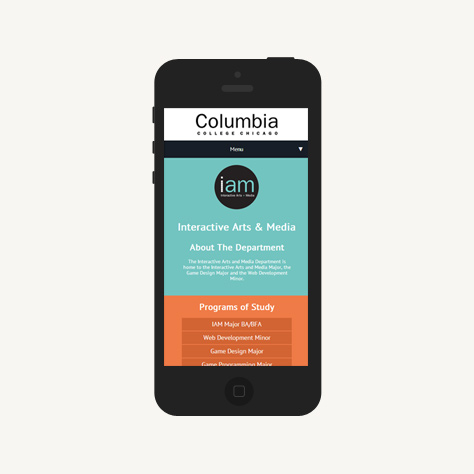 Columbia
COLLEGE CHICAGO
Menu ▼
iam
Interactive Arts + Media
Interactive Arts & Media
About The Department
The Interactive Arts and Media Department is
home to the Interactive Arts and Media Major, the
Game Design Major and the Web Development
Minor.
Programs of Study
IAM Major BA/BFA
Web Development Minor
Game Design Major
Game Programming Major